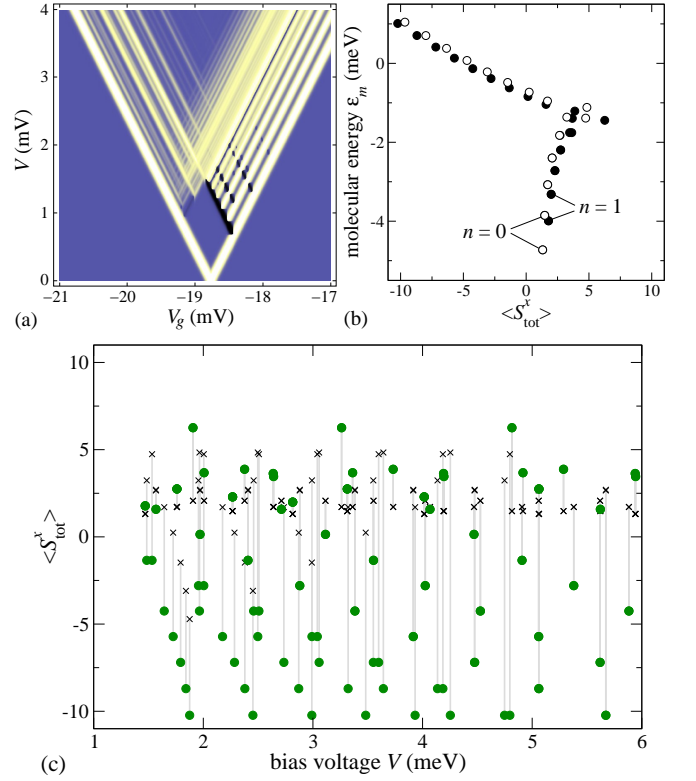 4
3
2
1
0
V (mV)
−21
−20
−19
−18
−17
V_g (mV)
(a)
0
-2
-4
molecular energy ε_m (meV)
n = 1
n = 0
-10
-5
0
5
10
<S^x_tot>
(b)
10
5
0
-5
-10
<S^x_tot>
1
2
3
4
5
6
bias voltage V (meV)
(c)